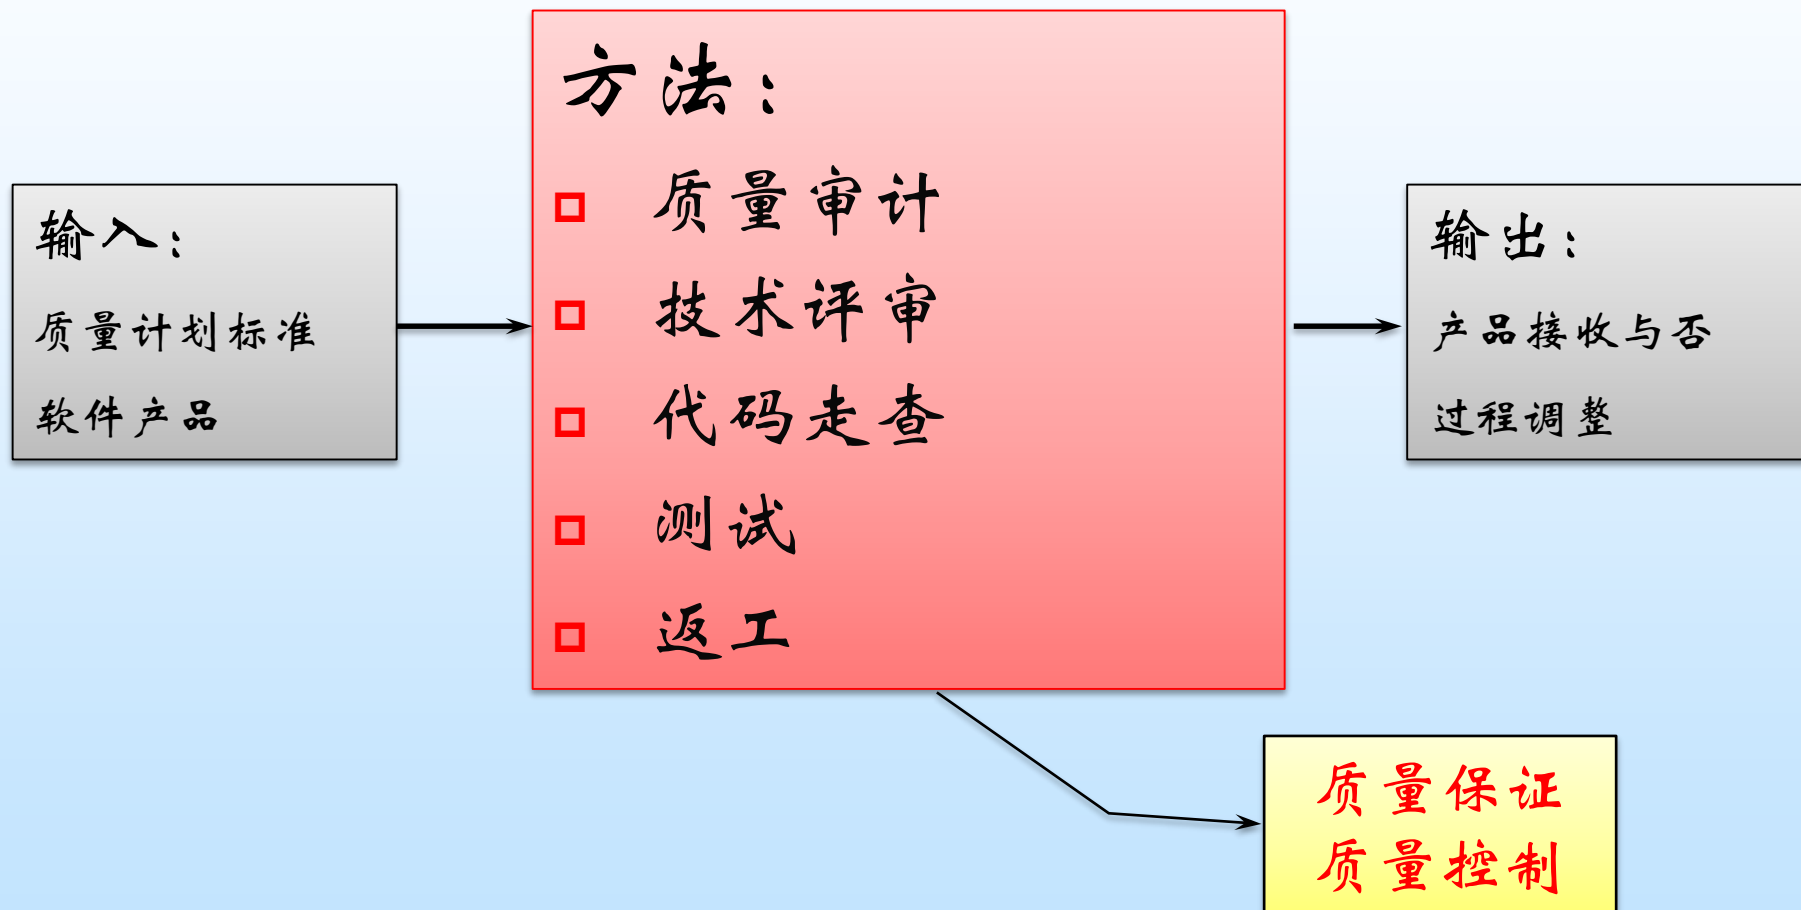 输入:
质量计划标准
软件产品
方法:
质量审计
技术评审
代码走查
测试
返工
输出:
产品接收与否
过程调整
质量保证
质量控制